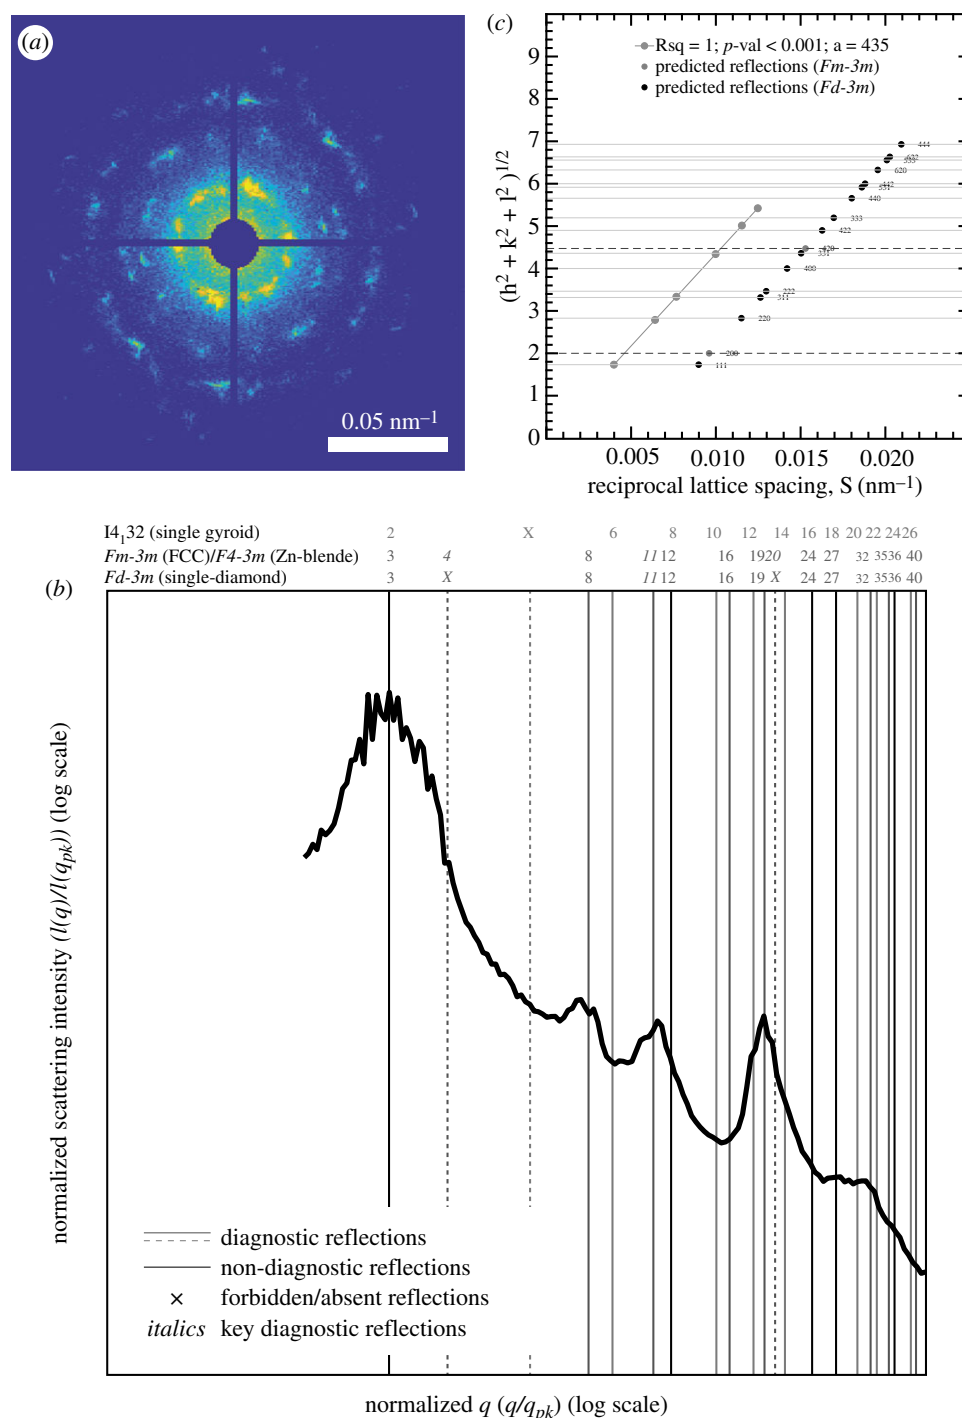 (a)
0.05 nm⁻¹
(c)
Rsq = 1; p-val < 0.001; a = 435
predicted reflections (Fm-3m)
predicted reflections (Fd-3m)
9
8
7
6
5
4
3
2
1
0
(h² + k² + l²)^1/2
444
622
620
442
440
333
422
420
331
400
222
311
220
200
111
0.005 0.010 0.015 0.020
reciprocal lattice spacing, S (nm⁻¹)
I4₁32 (single gyroid) 2 X 6 8 10 12 14 16 18 20 22 24 26
Fm-3m (FCC)/F4-3m (Zn-blende) 3 4 8 11 12 16 19 20 24 27 32 35 36 40
Fd-3m (single-diamond) 3 X 8 11 12 16 19 X 24 27 32 35 36 40
(b)
normalized scattering intensity (I(q)/I(q_pk)) (log scale)
diagnostic reflections
non-diagnostic reflections
× forbidden/absent reflections
italics key diagnostic reflections
normalized q (q/q_pk) (log scale)